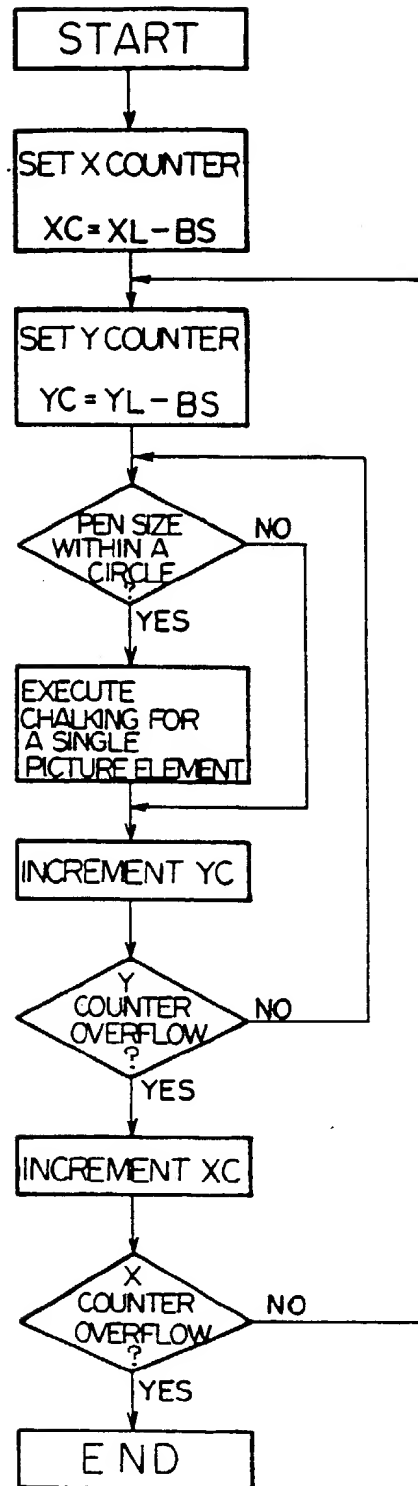 START
SET X COUNTER
XC = XL - BS
SET Y COUNTER
YC = YL - BS
PEN SIZE
WITHIN A
CIRCLE
?
NO
YES
EXECUTE
CHALKING FOR
A SINGLE
PICTURE ELEMENT
INCREMENT YC
Y
COUNTER
OVERFLOW
?
NO
YES
INCREMENT XC
X
COUNTER
OVERFLOW
?
NO
YES
END